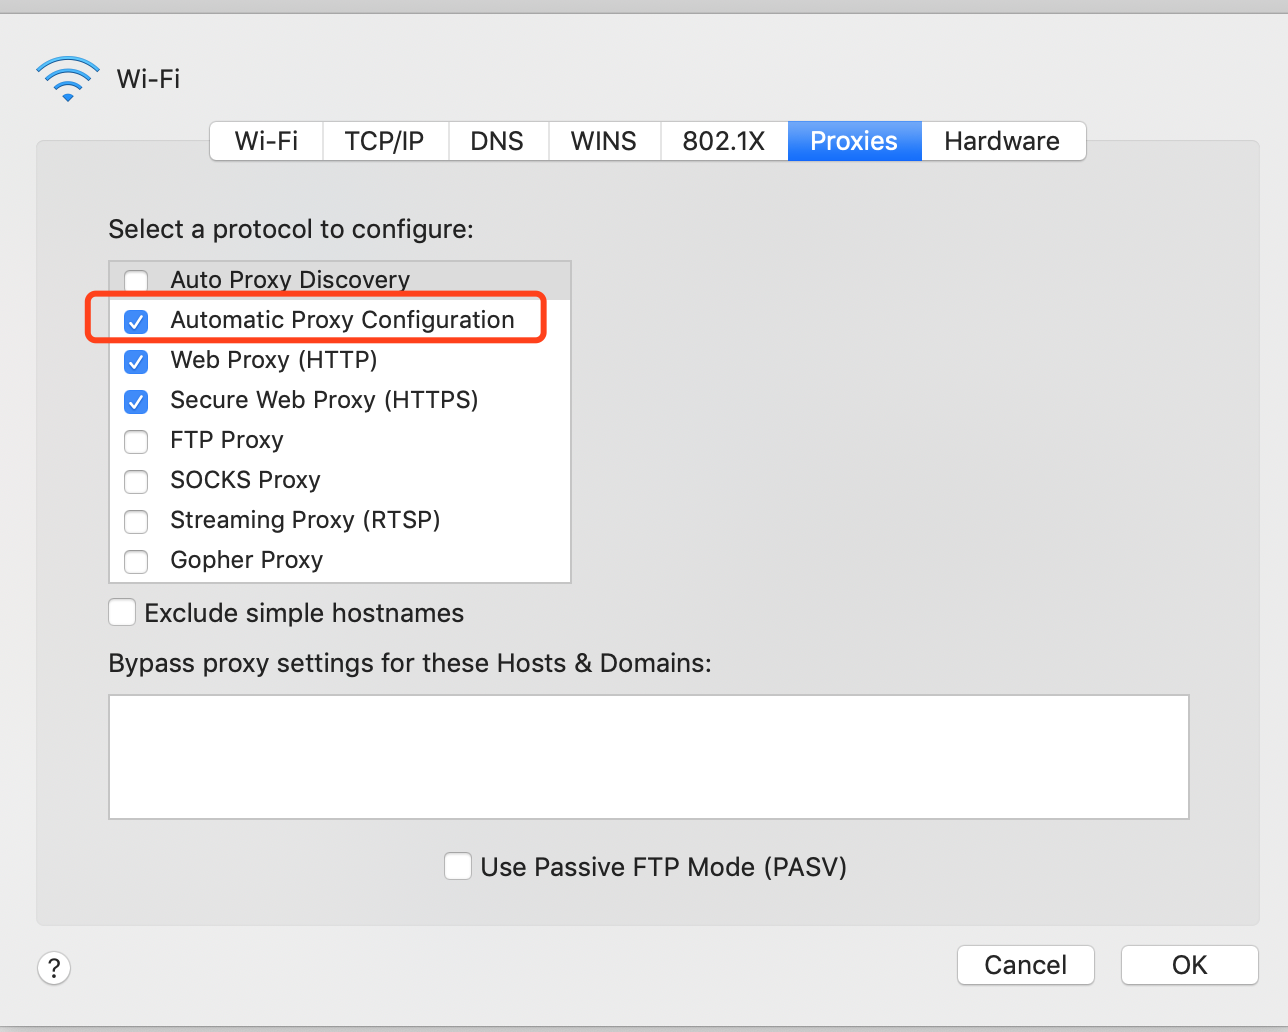 Wi-Fi
Wi-Fi TCP/IP DNS WINS 802.1X Proxies Hardware
Select a protocol to configure:
Auto Proxy Discovery
Automatic Proxy Configuration
Web Proxy (HTTP)
Secure Web Proxy (HTTPS)
FTP Proxy
SOCKS Proxy
Streaming Proxy (RTSP)
Gopher Proxy
Exclude simple hostnames
Bypass proxy settings for these Hosts & Domains:
Use Passive FTP Mode (PASV)
? Cancel OK